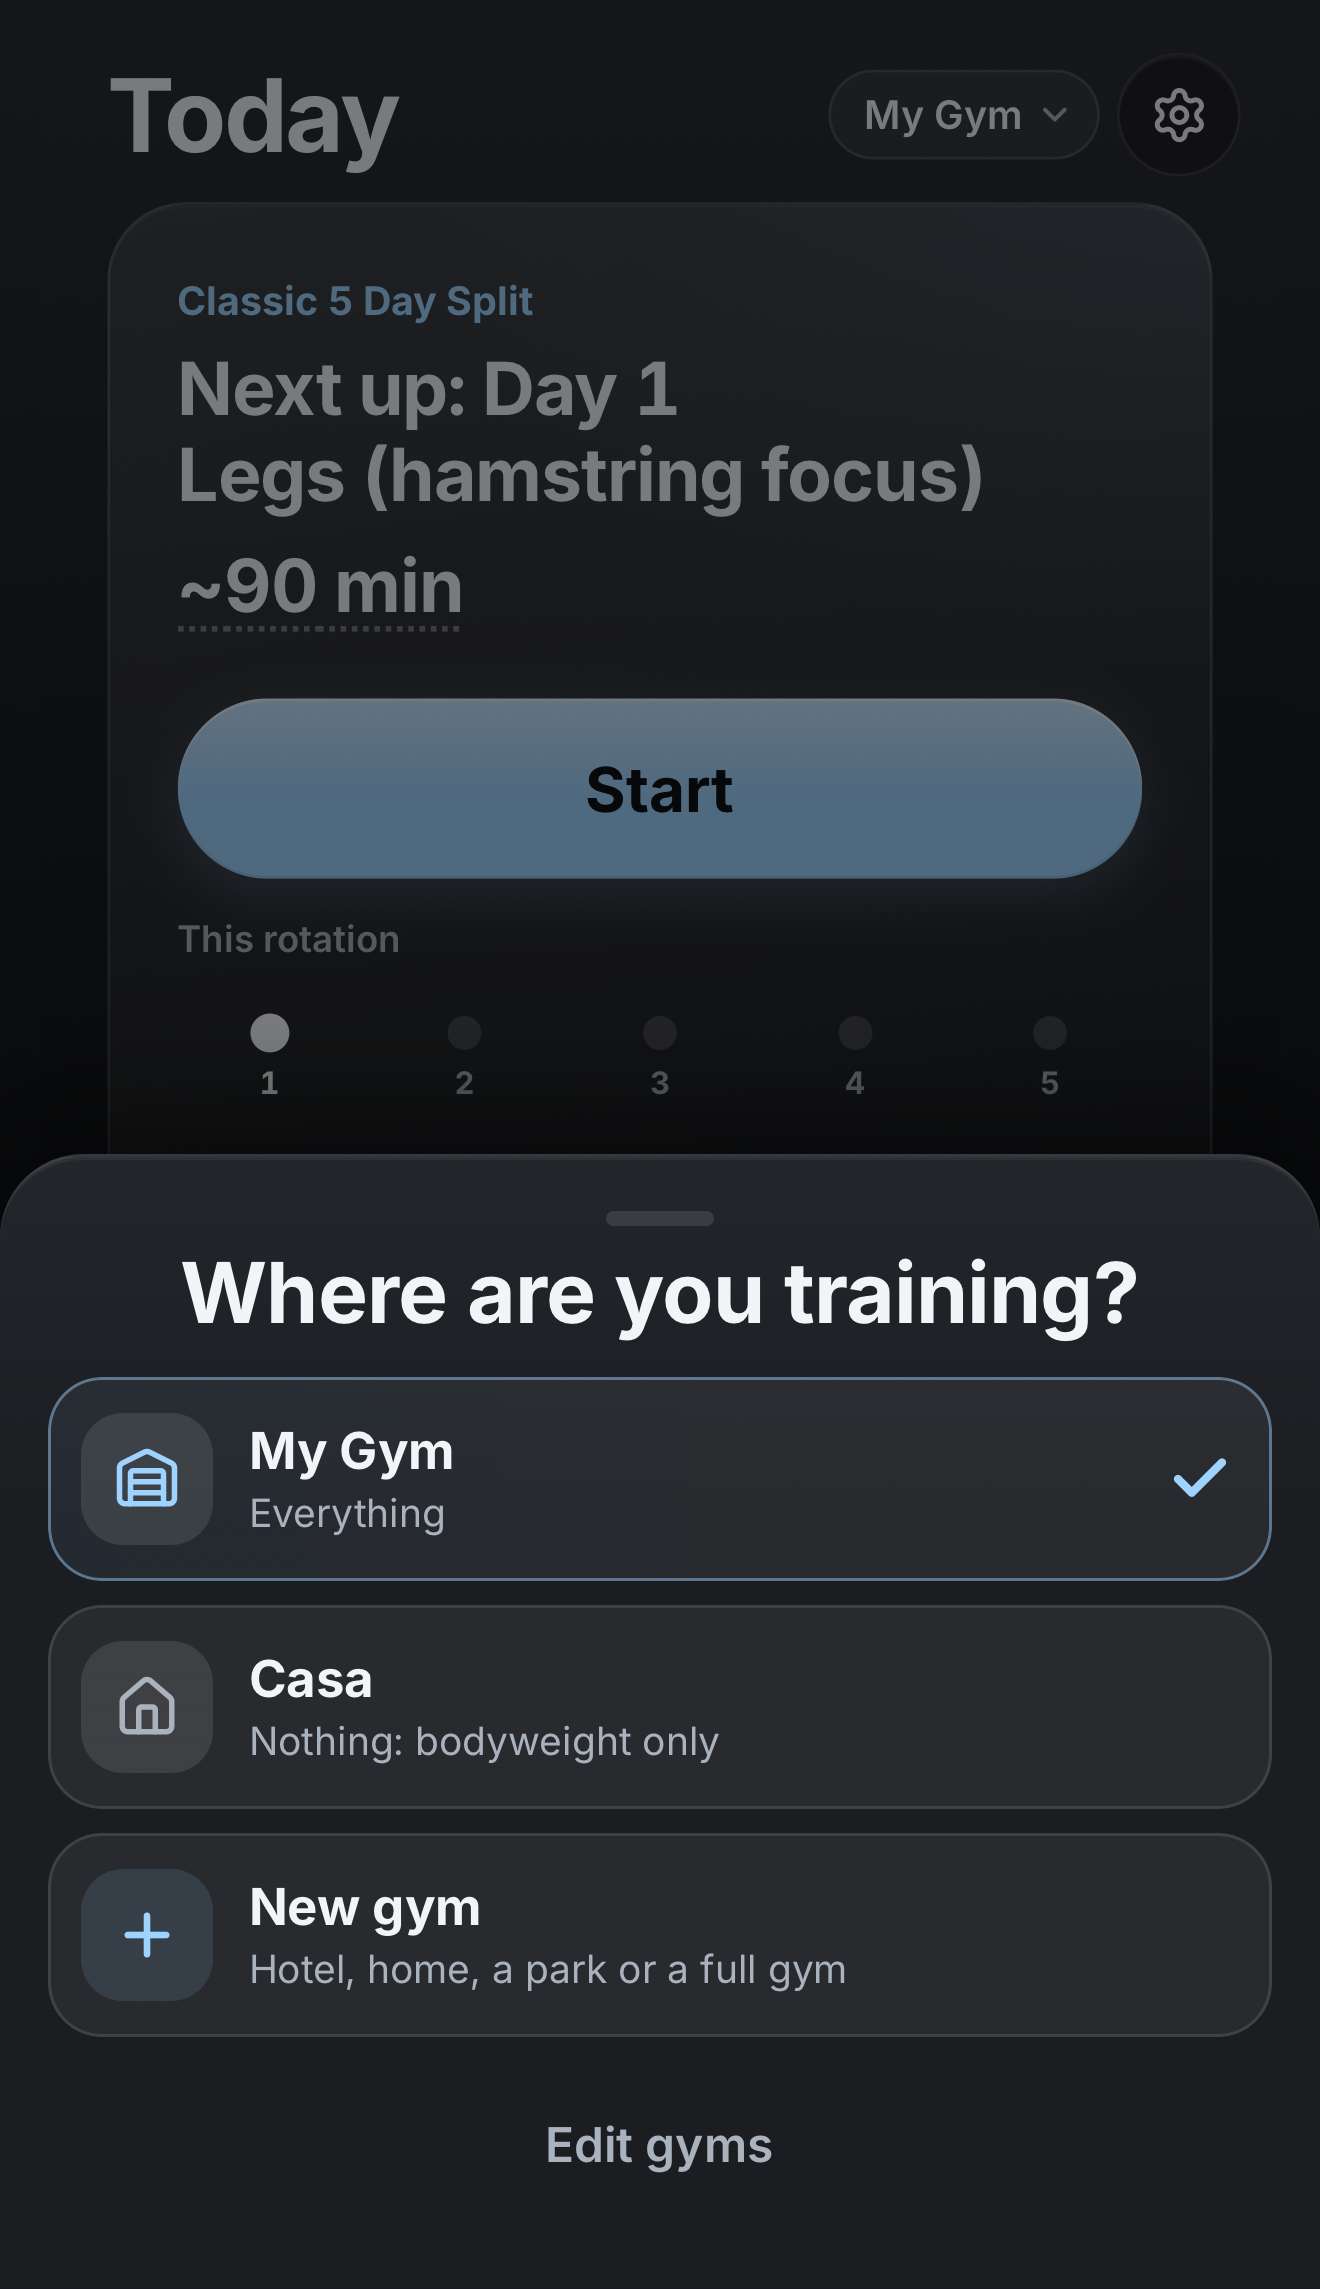 Today
My Gym
Classic 5 Day Split
Next up: Day 1
Legs (hamstring focus)
~90 min
Start
This rotation
1 2 3 4 5
Where are you training?
My Gym
Everything
Casa
Nothing: bodyweight only
New gym
Hotel, home, a park or a full gym
Edit gyms